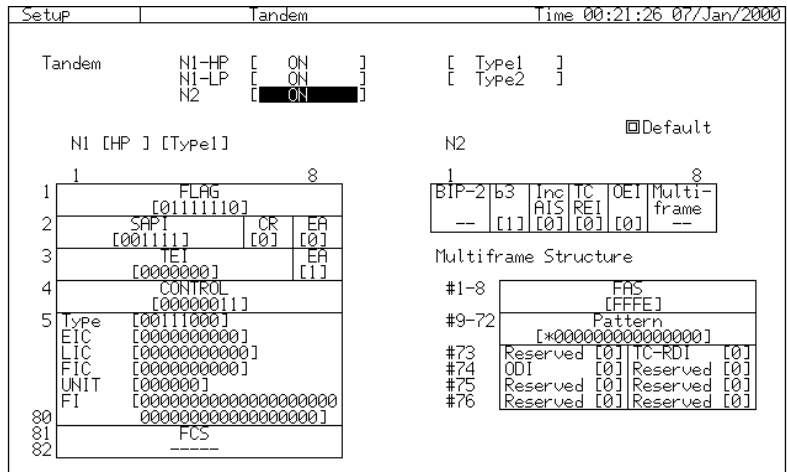 Setup Tandem Time 00:21:26 07/Jan/2000
Tandem N1-HP [ ON ] [ Type1 ]
N1-LP [ ON ] [ Type2 ]
N2 [ ON ]
Default
N1 [HP ] [Type1] N2
1 8 1 8
1 FLAG
[01111110]
2 SAPI CR EA
[001111] [0] [0]
3 TEI EA
[0000000] [1]
4 CONTROL
[00000011]
5 Type [00111000]
EIC [0000000000]
LIC [00000000000]
FIC [0000000000]
UNIT [000000]
FI [0000000000000000000
80 00000000000000000]
81 FCS
82 -----
BIP-2 b3 Inc TC OEI Multi-
AIS REI frame
-- [1] [0] [0] [0] --
Multiframe Structure
#1-8 FAS
[FFFE]
#9-72 Pattern
[*000000000000000]
#73 Reserved [0] TC-RDI [0]
#74 ODI [0] Reserved [0]
#75 Reserved [0] Reserved [0]
#76 Reserved [0] Reserved [0]